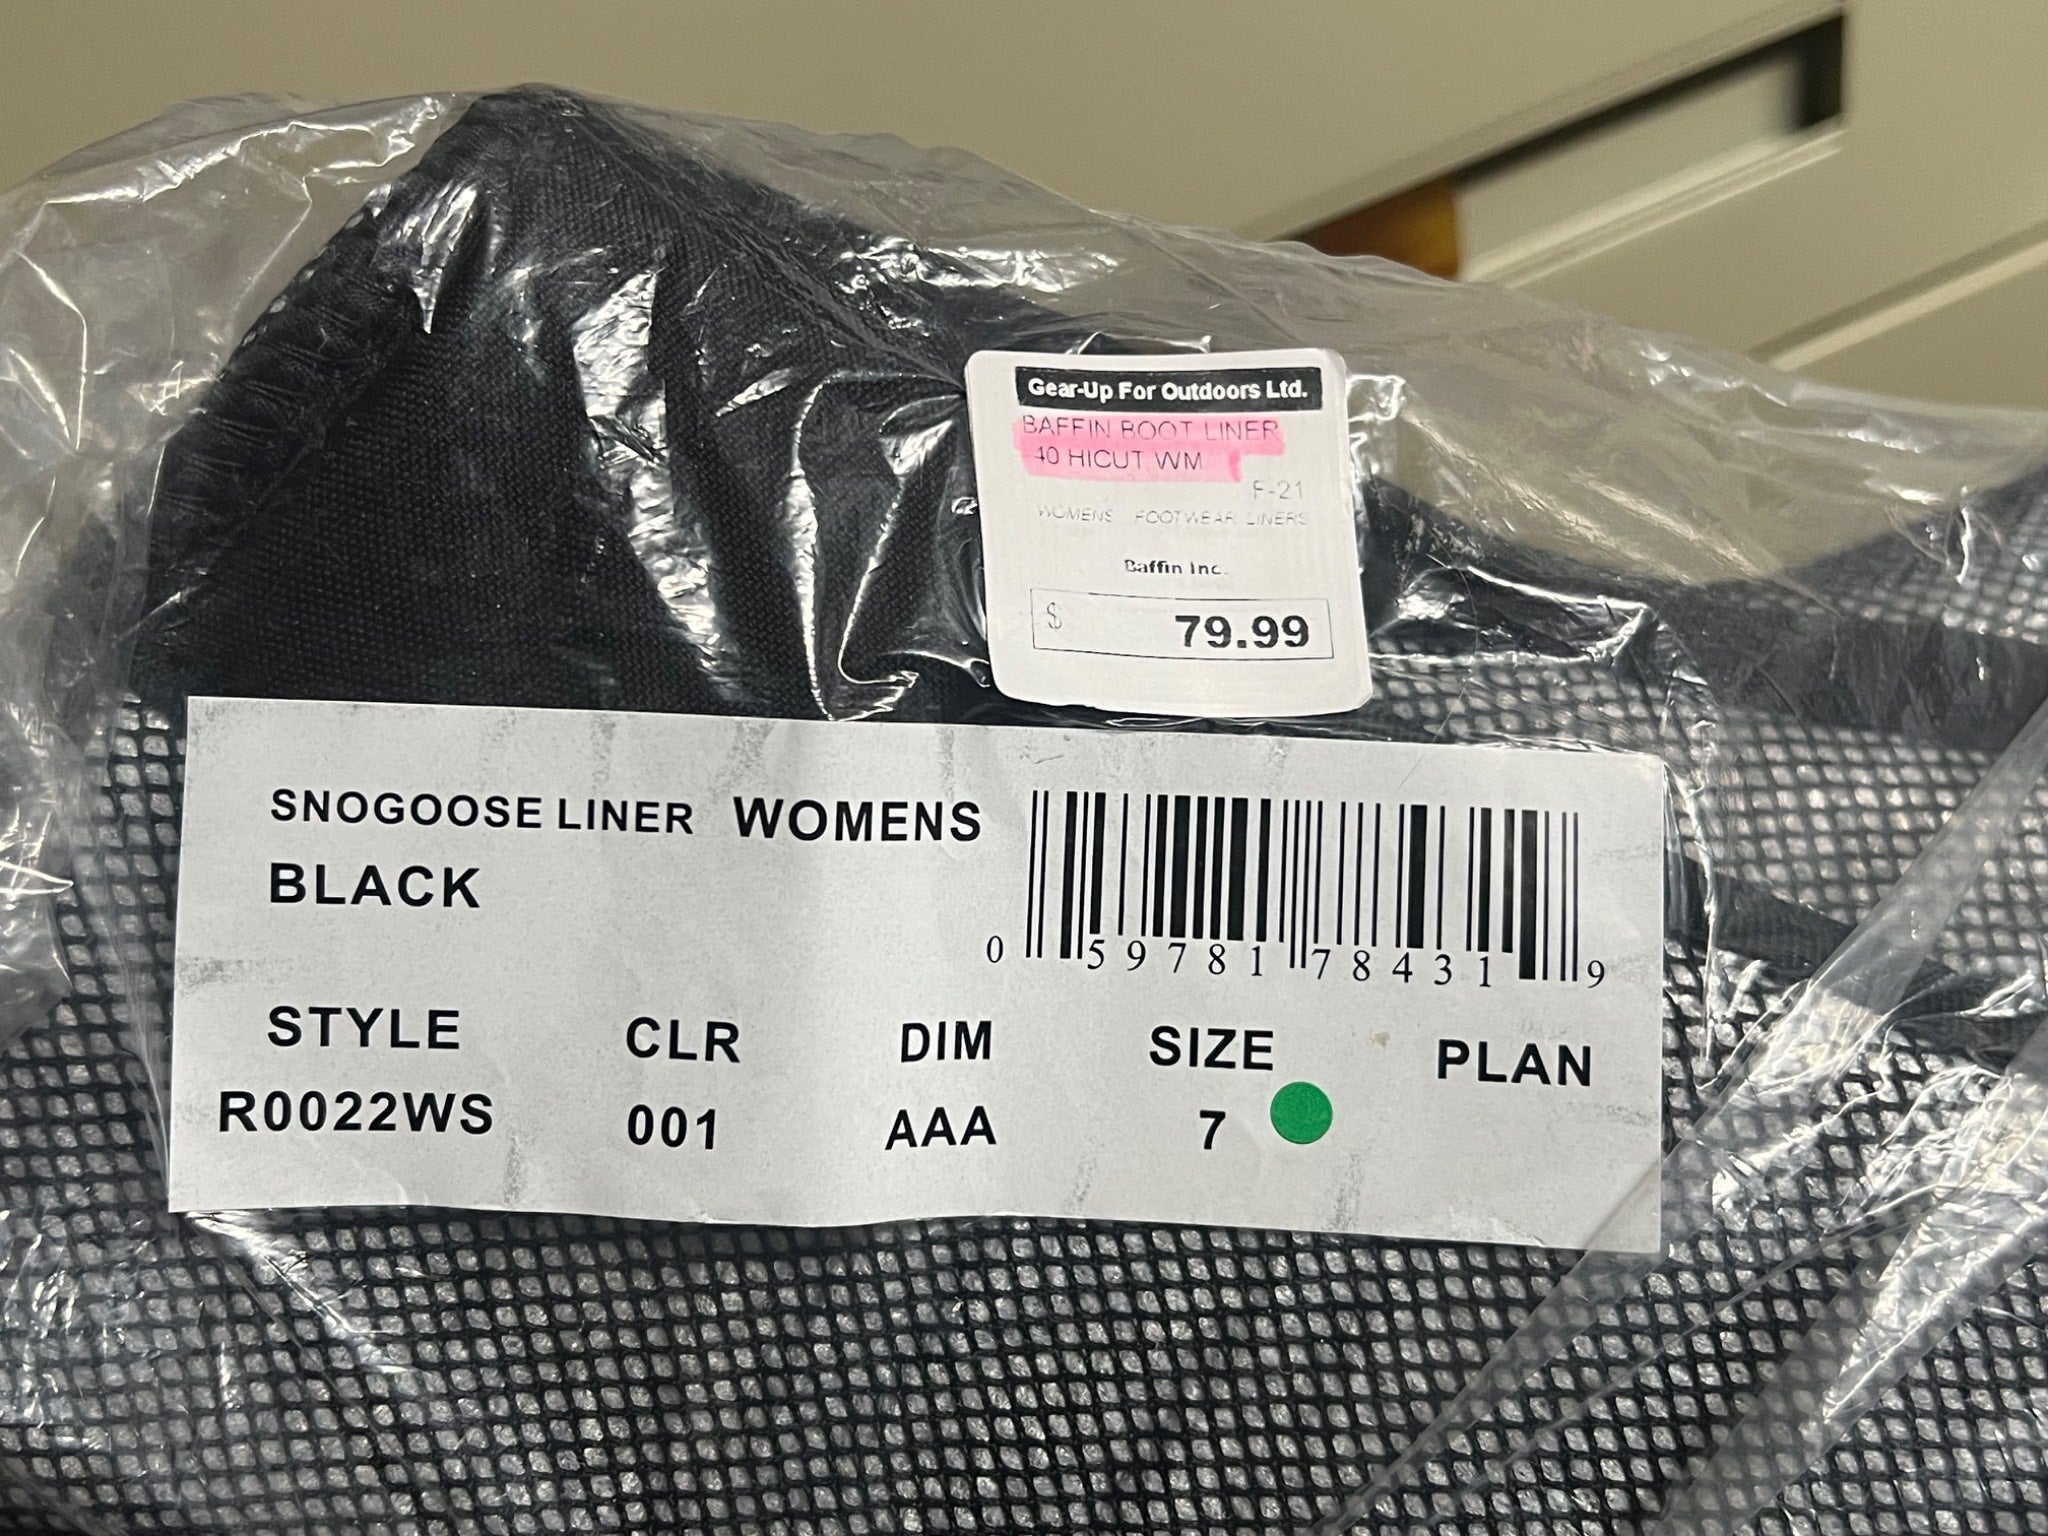 Gear-Up For Outdoors Ltd.
BAFFIN BOOT LINER
-40 HICUT WM
F-21
WOMENS FOOTWEAR LINERS
Baffin Inc.
$ 79.99
SNOGOOSE LINER WOMENS
BLACK
0 59781 78431 9
STYLE CLR DIM SIZE PLAN
R0022WS 001 AAA 7